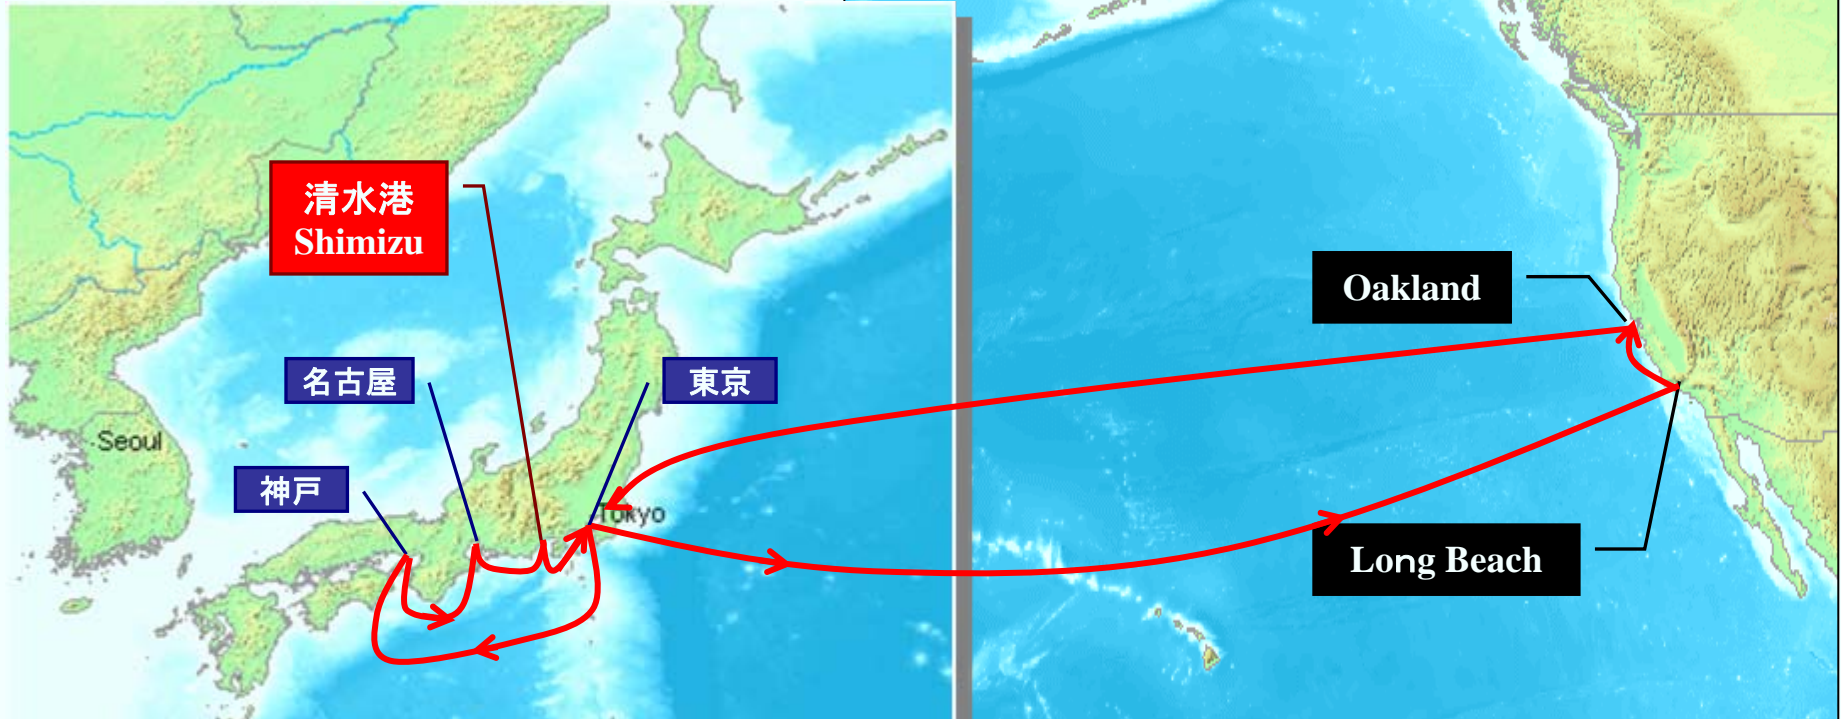 清水港
Shimizu
Oakland
名古屋
東京
Seoul
神戸
Tokyo
Long Beach